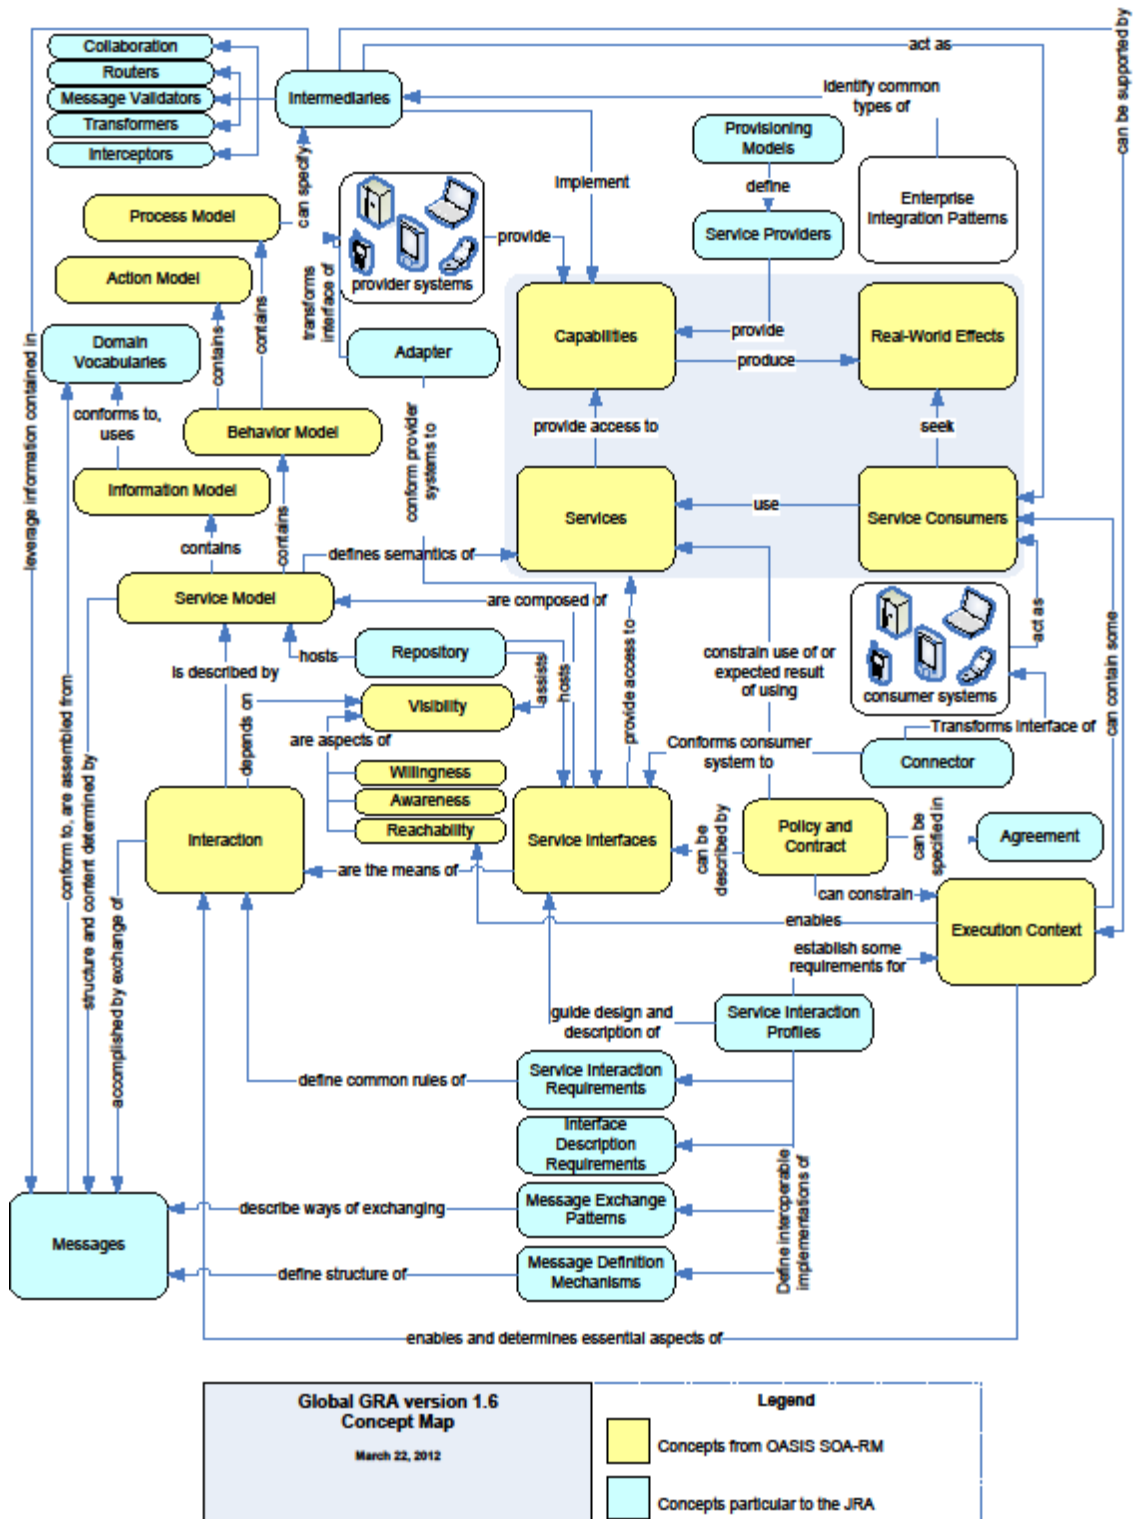 can be supported by
act as
Collaboration
Routers
Message Validators
Transformers
Interceptors
Intermediaries
Identify common
types of
Provisioning
Models
define
Service Providers
Enterprise
Integration Patterns
can specify
Implement
Process Model
Action Model
provide
provider systems
transforms
interface of
contains
contains
Domain
Vocabularies
Adapter
Capabilities
provide
produce
Real-World Effects
leverage information contained in
conforms to,
uses
Behavior Model
conform provider
systems to
provide access to
seek
Information Model
Services
use
Service Consumers
contains
contains
defines semantics of
Service Model
are composed of
hosts
Repository
assists
hosts
provide access to
constrain use of or
expected result
of using
act as
consumer systems
can contain some
Is described by
depends on
Visibility
are aspects of
Willingness
Awareness
Reachability
Transforms interface of
Conforms consumer
system to
Connector
conform to, are assembled from
structure and content determined by
accomplished by exchange of
Interaction
are the means of
Service Interfaces
can be
described by
Policy and
Contract
can be
specified in
Agreement
can constrain
enables
Execution Context
establish some
requirements for
guide design and
description of
Service Interaction
Profiles
define common rules of
Service Interaction
Requirements
Interface
Description
Requirements
Define interoperable
implementations of
Messages
describe ways of exchanging
Message Exchange
Patterns
define structure of
Message Definition
Mechanisms
enables and determines essential aspects of
Global GRA version 1.6
Concept Map
March 22, 2012
Legend
Concepts from OASIS SOA-RM
Concepts particular to the JRA